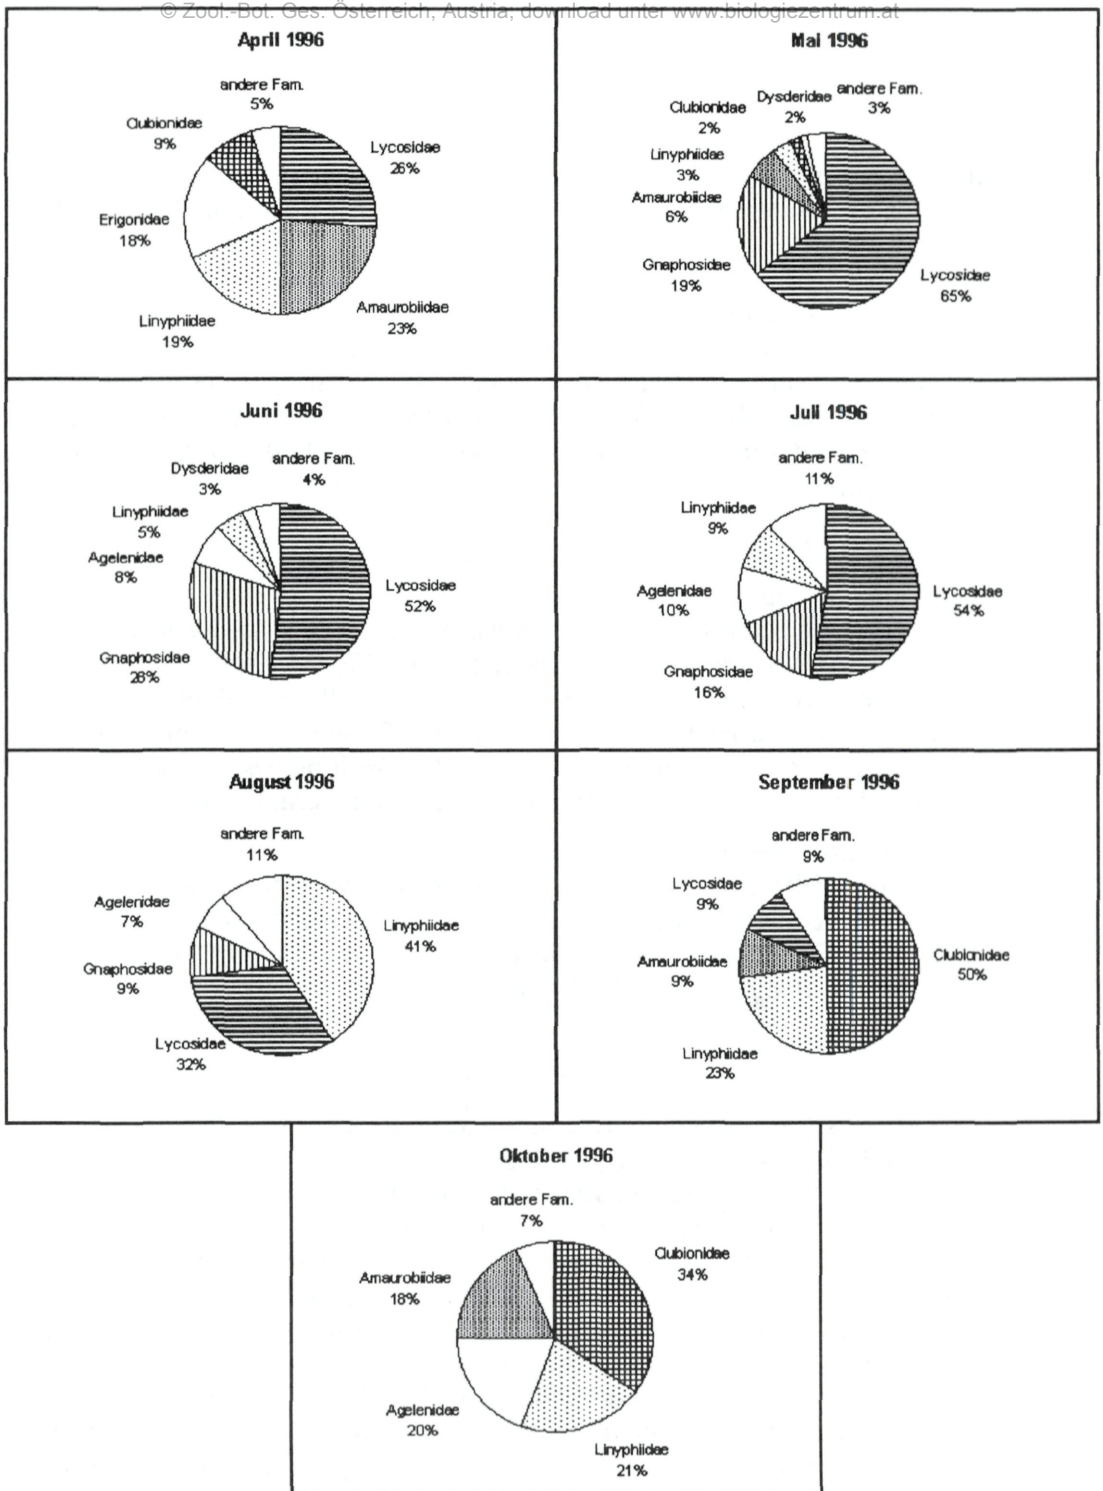 © Zool.-Bot. Ges. Österreich, Austria; download unter www.biologiezentrum.at
April 1996
andere Fam.
5%
Clubionidae
9%
Lycosidae
26%
Erigonidae
18%
Amaurobiidae
23%
Linyphiidae
19%
Mai 1996
andere Fam.
3%
Dysderidae
2%
Clubionidae
2%
Linyphiidae
3%
Amaurobiidae
6%
Gnaphosidae
19%
Lycosidae
65%
Juni 1996
andere Fam.
4%
Dysderidae
3%
Linyphiidae
5%
Agelenidae
8%
Lycosidae
52%
Gnaphosidae
28%
Juli 1996
andere Fam.
11%
Linyphiidae
9%
Agelenidae
10%
Lycosidae
54%
Gnaphosidae
16%
August 1996
andere Fam.
11%
Agelenidae
7%
Linyphiidae
41%
Gnaphosidae
9%
Lycosidae
32%
September 1996
andere Fam.
9%
Lycosidae
9%
Clubionidae
50%
Amaurobiidae
9%
Linyphiidae
23%
Oktober 1996
andere Fam.
7%
Clubionidae
34%
Amaurobiidae
18%
Agelenidae
20%
Linyphiidae
21%